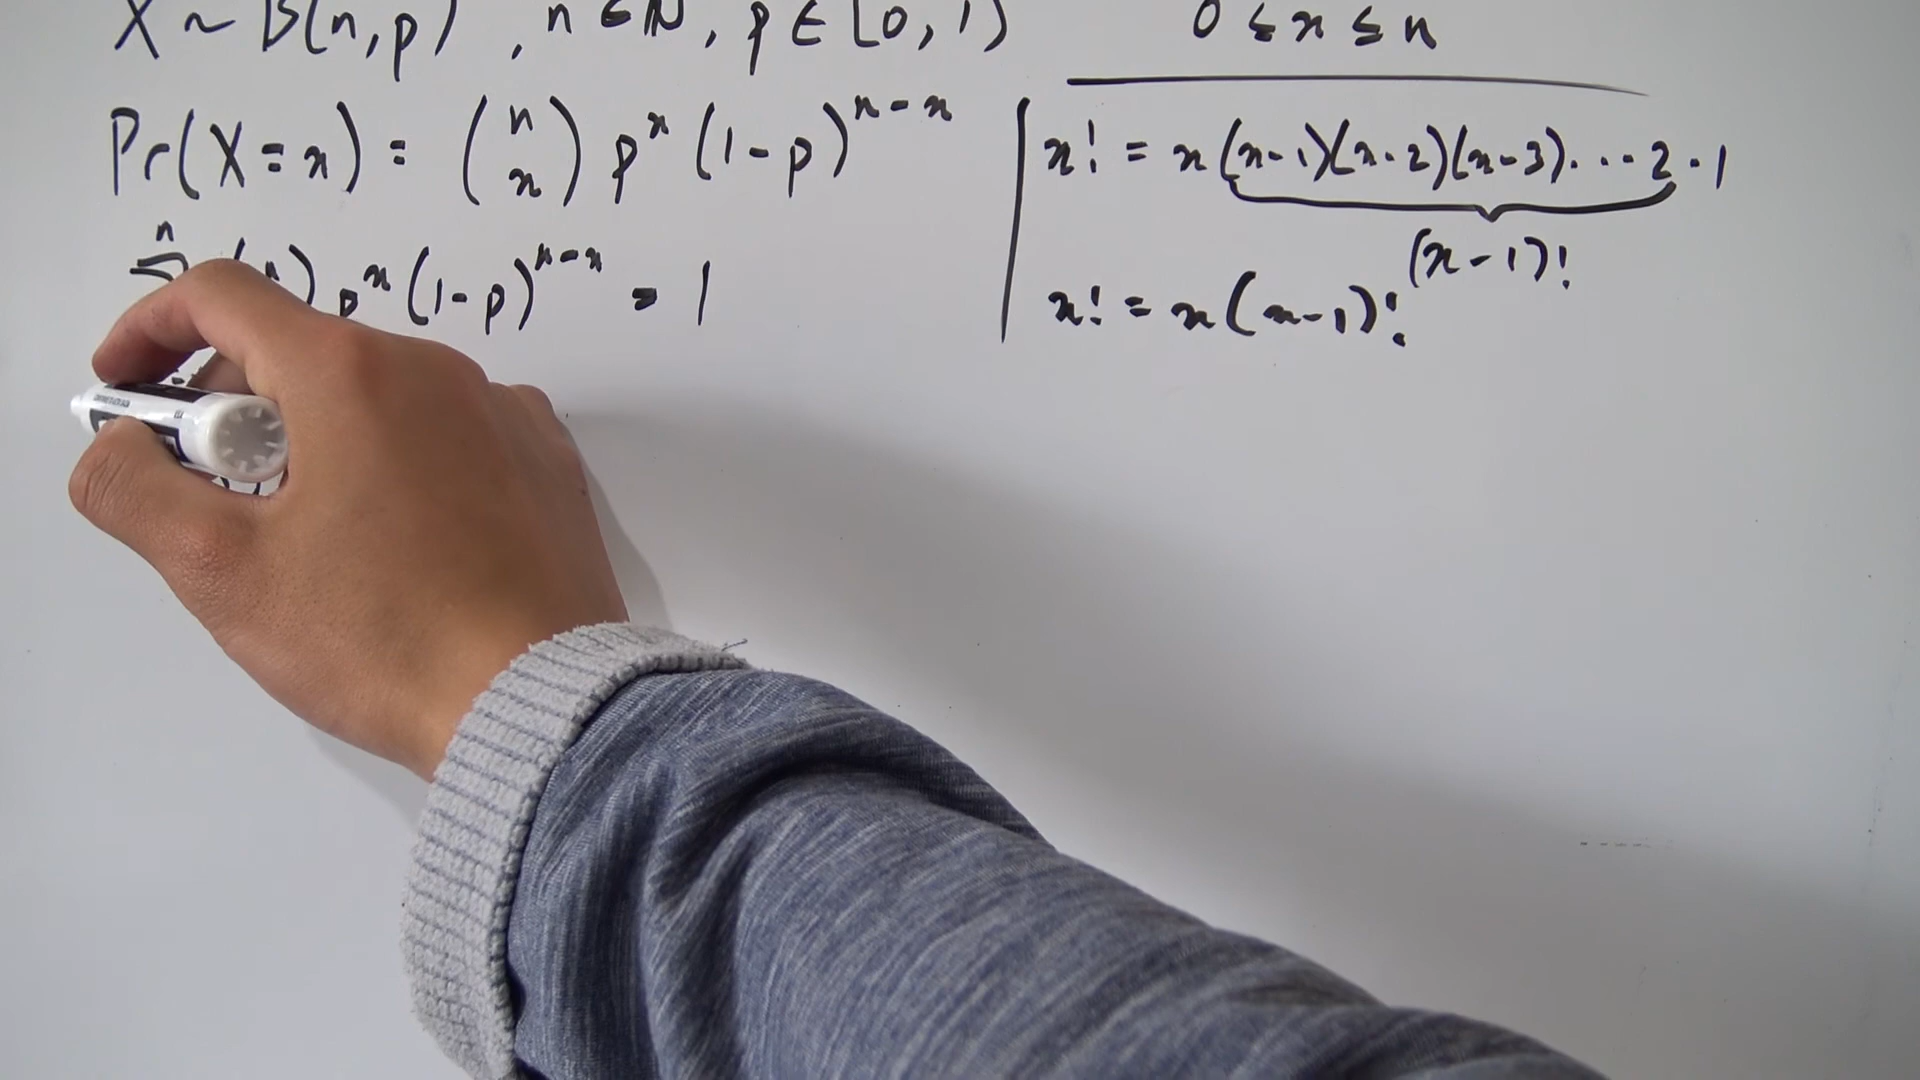 X ~ B(n,p) , n ∈ ℕ, p ∈ [0, 1)
0 ≤ x ≤ n
Pr(X=x) = (n x) p^x (1-p)^n-x
n p^x (1-p)^n-x = 1
x! = x(x-1)(x-2)(x-3)·...·2·1
(x-1)!
x! = x(x-1)!